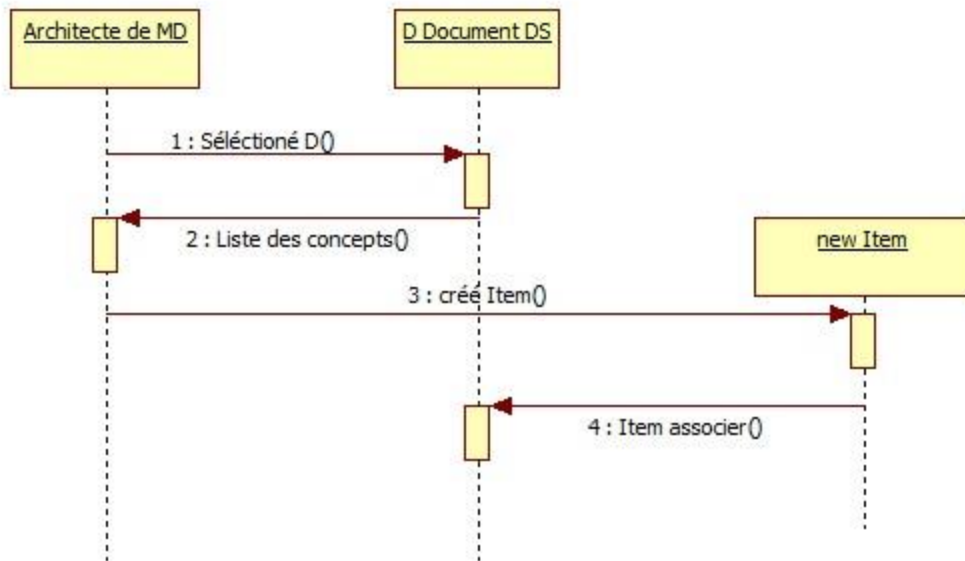 Architecte de MD
D Document DS
1 : Séléctioné D()
2 : Liste des concepts()
new Item
3 : créé Item()
4 : Item associer()